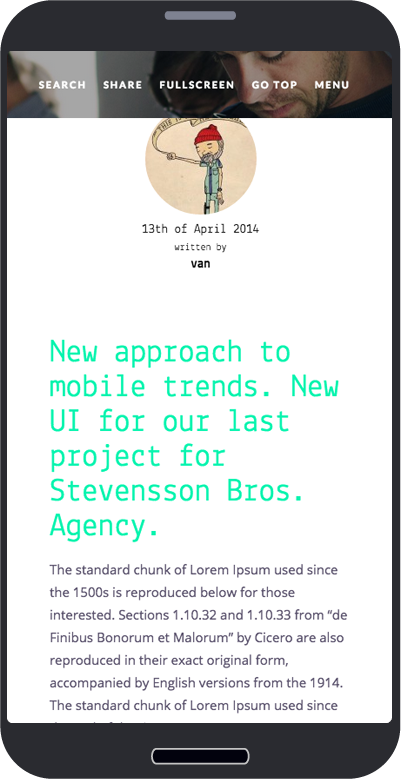 SEARCH SHARE FULLSCREEN GO TOP MENU
THIS IS
13th of April 2014
written by
van
New approach to
mobile trends. New
UI for our last
project for
Stevensson Bros.
Agency.
The standard chunk of Lorem Ipsum used since
the 1500s is reproduced below for those
interested. Sections 1.10.32 and 1.10.33 from “de
Finibus Bonorum et Malorum” by Cicero are also
reproduced in their exact original form,
accompanied by English versions from the 1914.
The standard chunk of Lorem Ipsum used since